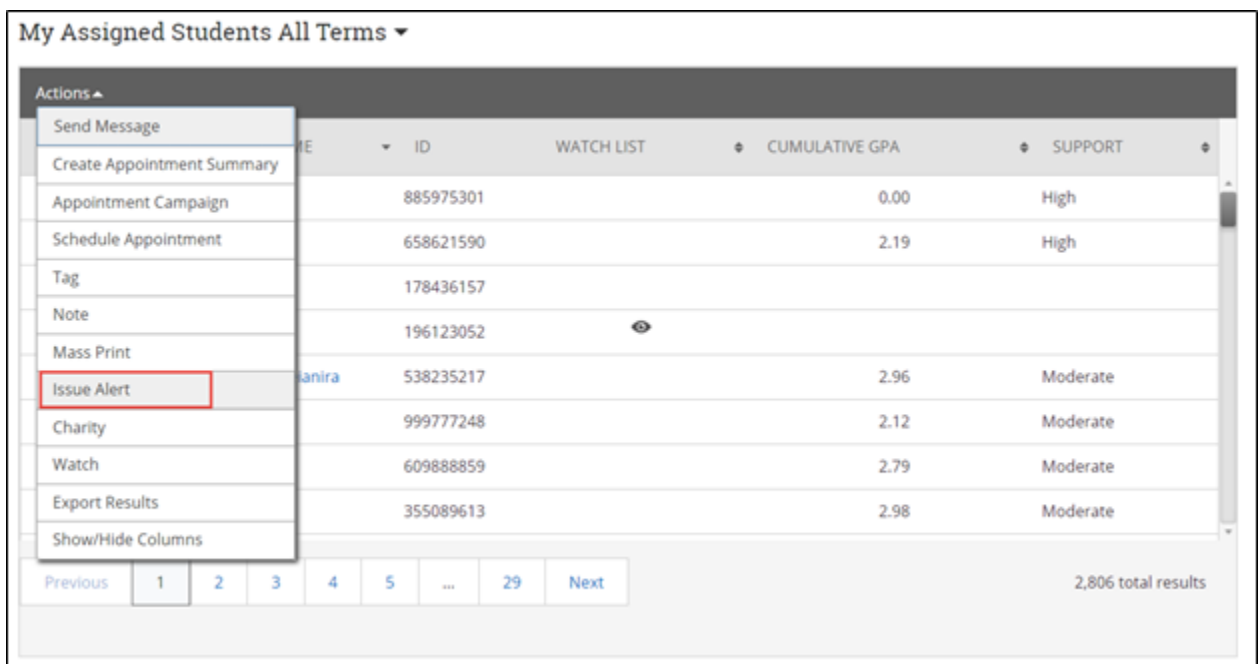 My Assigned Students All Terms
Actions
Send Message
Create Appointment Summary
Appointment Campaign
Schedule Appointment
Tag
Note
Mass Print
Issue Alert
Charity
Watch
Export Results
Show/Hide Columns
ID WATCH LIST CUMULATIVE GPA SUPPORT
885975301 0.00 High
658621590 2.19 High
178436157
196123052
538235217 2.96 Moderate
999777248 2.12 Moderate
609888859 2.79 Moderate
355089613 2.98 Moderate
Previous 1 2 3 4 5 ... 29 Next 2,806 total results